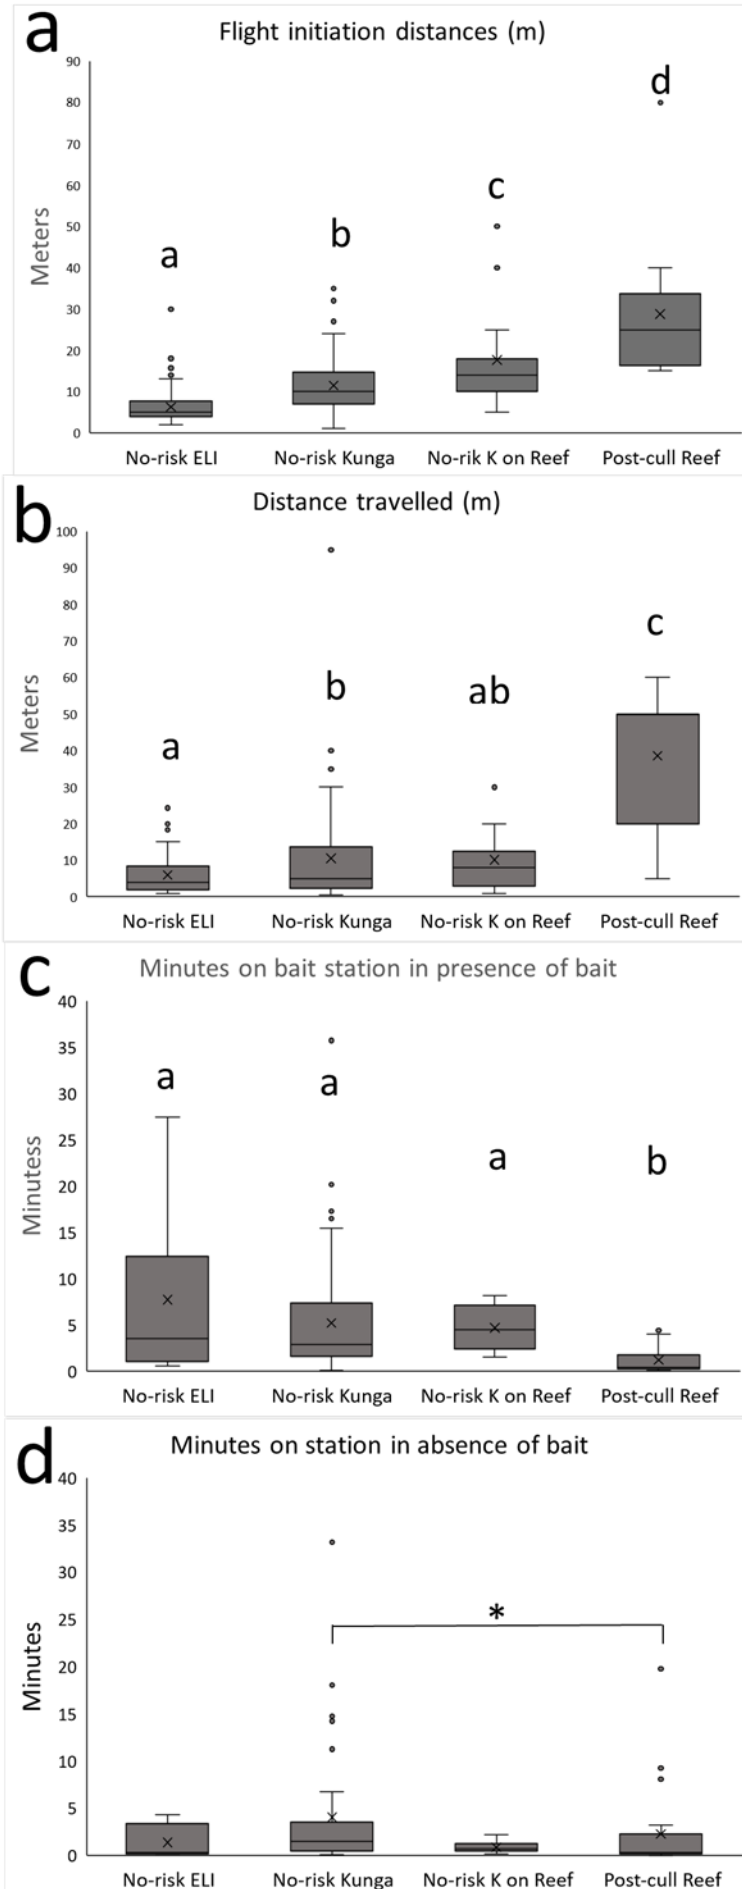 a
Flight initiation distances (m)
90
80
70
60
50
40
30
20
10
0
Meters
a
b
c
d
No-risk ELI No-risk Kunga No-rik K on Reef Post-cull Reef
b
Distance travelled (m)
100
90
80
70
60
50
40
30
20
10
0
Meters
a
b
ab
c
No-risk ELI No-risk Kunga No-risk K on Reef Post-cull Reef
c
Minutes on bait station in presence of bait
40
35
30
25
20
15
10
5
0
Minutess
a
a
a
b
No-risk ELI No-risk Kunga No-risk K on Reef Post-cull Reef
d
Minutes on station in absence of bait
40
35
30
25
20
15
10
5
0
Minutes
*
No-risk ELI No-risk Kunga No-risk K on Reef Post-cull Reef